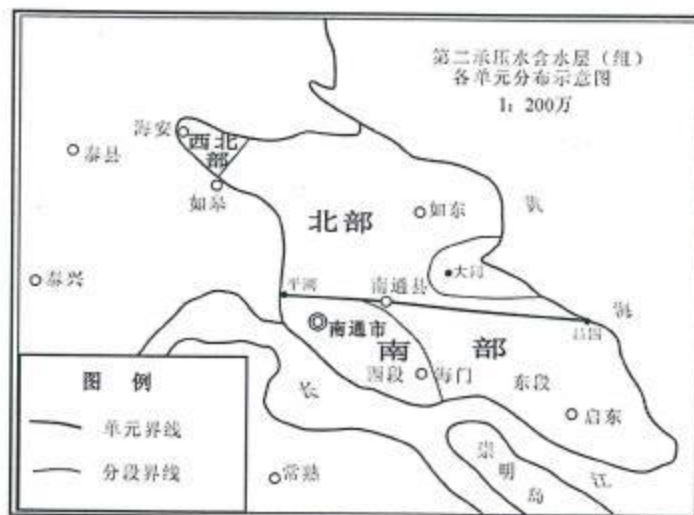 第二承压水含水层（组）
各单元分布示意图
1：200万
海安
西北
部
泰县
如皋
如东
北部
大同
泰兴
平潮
南通县
吕四
南通市
南部
西段
海门
东段
启东
长
江
崇
明
岛
常熟
图 例
单元界线
分段界线